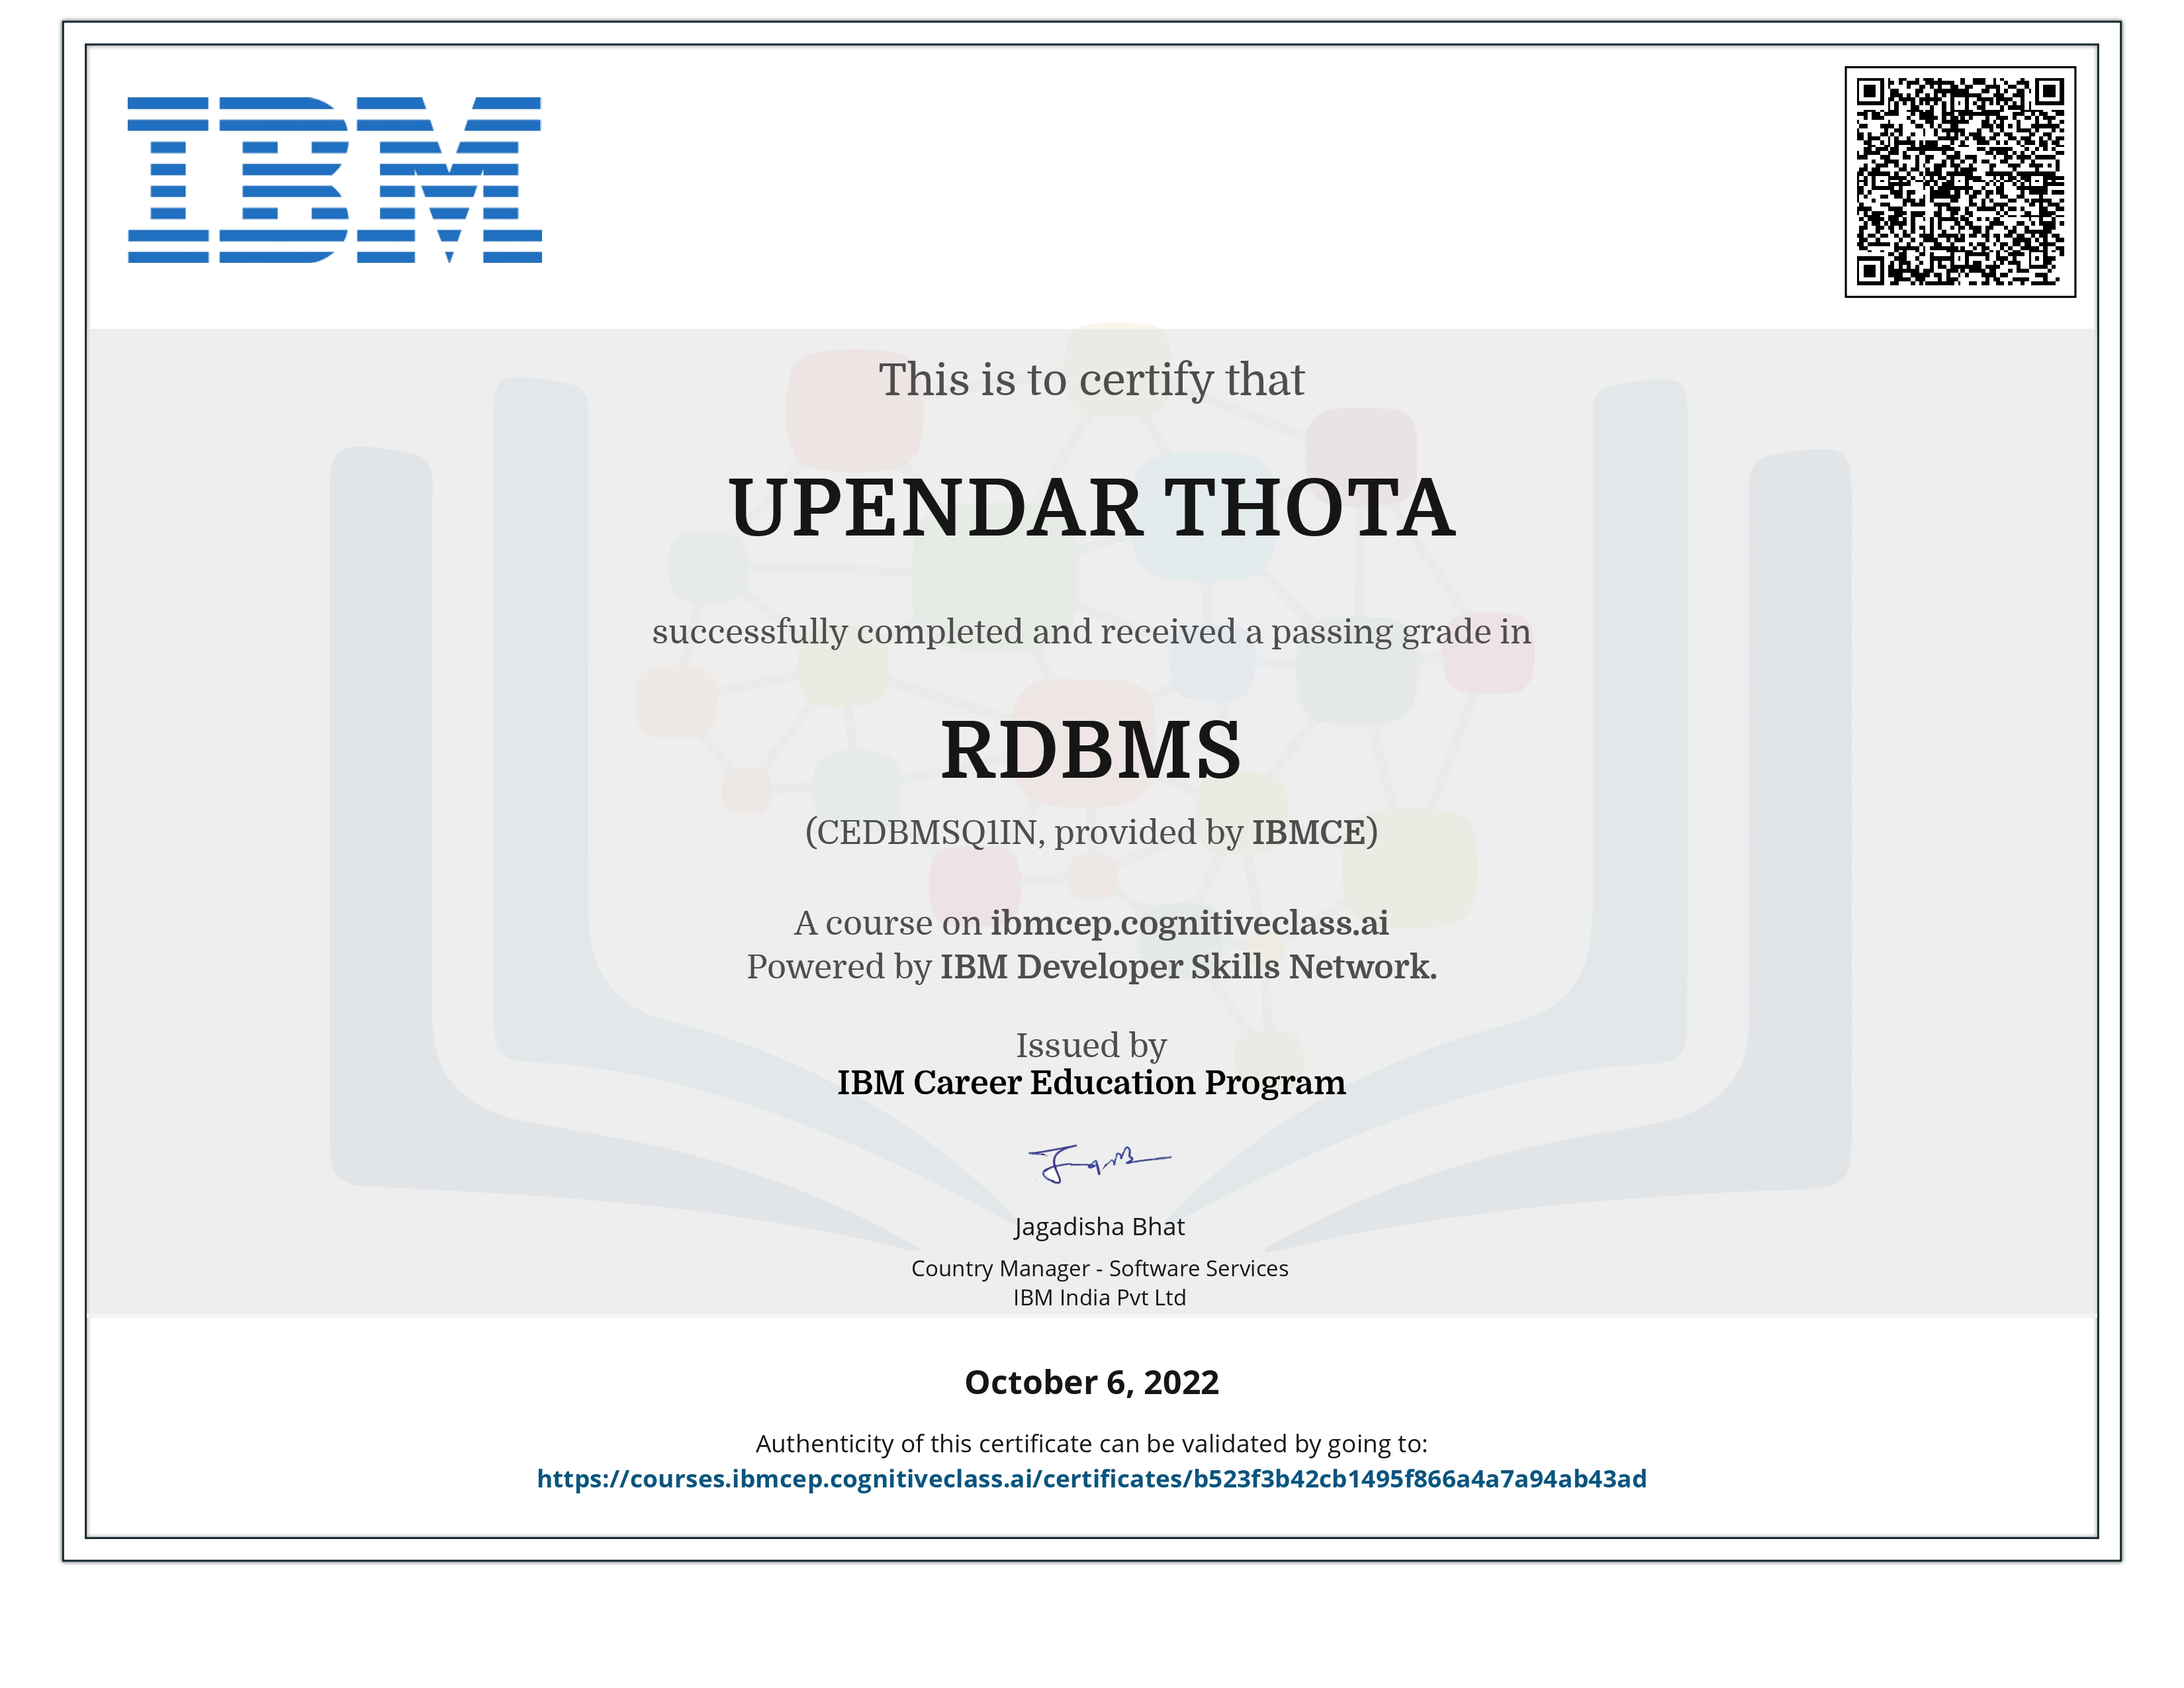 IBM
This is to certify that
UPENDAR THOTA
successfully completed and received a passing grade in
RDBMS
(CEDBMSQ1IN, provided by IBMCE)
A course on ibmcep.cognitiveclass.ai
Powered by IBM Developer Skills Network.
Issued by
IBM Career Education Program
Jagadisha Bhat
Country Manager - Software Services
IBM India Pvt Ltd
October 6, 2022
Authenticity of this certificate can be validated by going to:
https://courses.ibmcep.cognitiveclass.ai/certificates/b523f3b42cb1495f866a4a7a94ab43ad